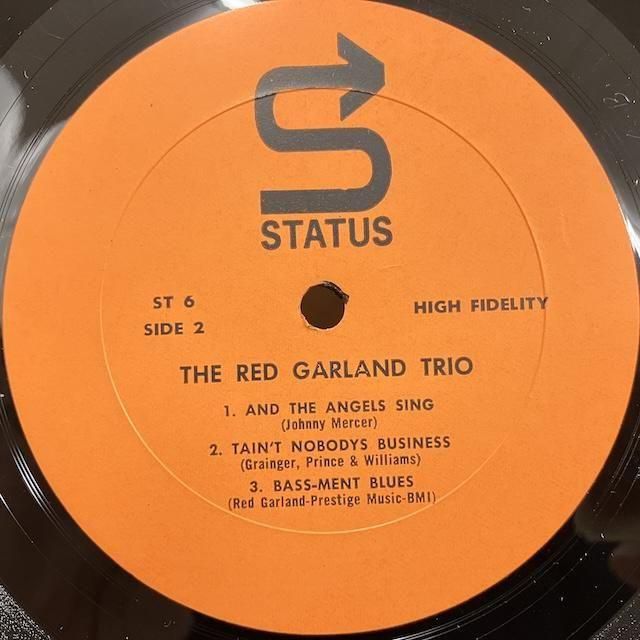 STATUS
ST 6
HIGH FIDELITY
SIDE 2
THE RED GARLAND TRIO
1. AND THE ANGELS SING
(Johnny Mercer)
2. TAIN'T NOBODYS BUSINESS
(Grainger, Prince & Williams)
3. BASS-MENT BLUES
(Red Garland-Prestige Music-BMI)